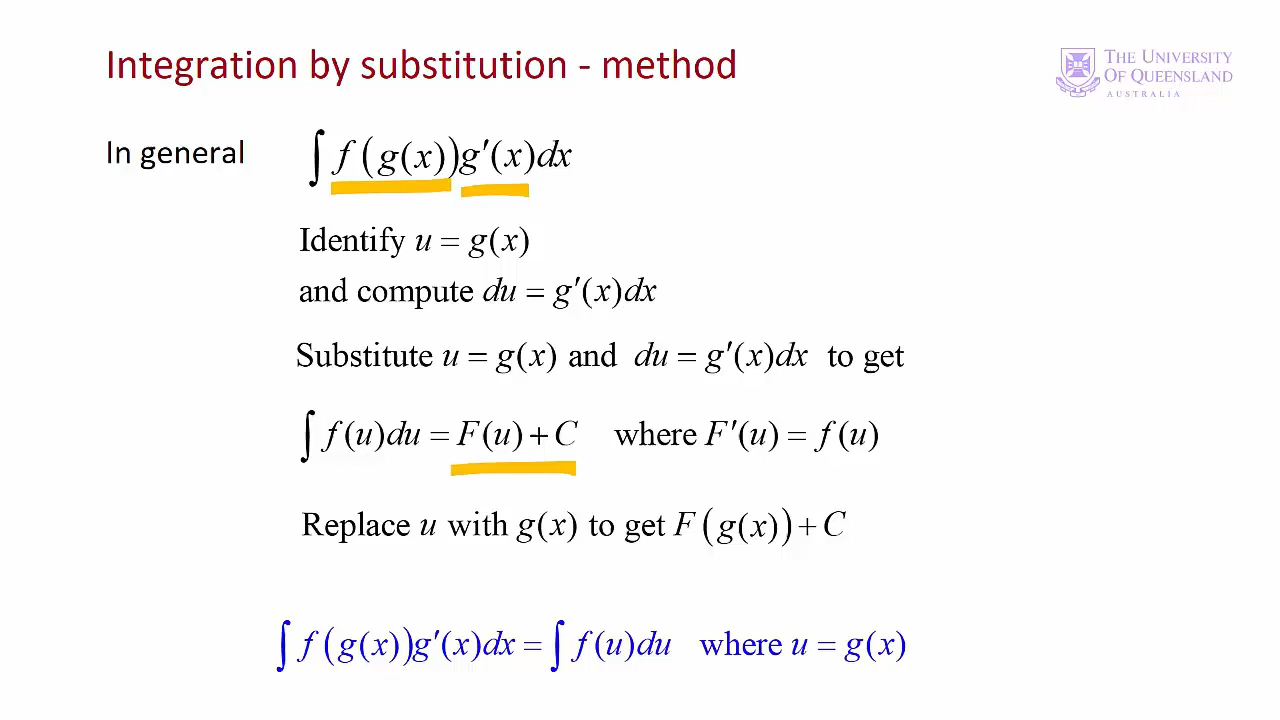 Integration by substitution - method
THE UNIVERSITY
OF QUEENSLAND
AUSTRALIA
In general ∫ f(g(x))g′(x)dx
Identify u = g(x)
and compute du = g′(x)dx
Substitute u = g(x) and du = g′(x)dx to get
∫ f(u)du = F(u) + C where F′(u) = f(u)
Replace u with g(x) to get F(g(x)) + C
∫ f(g(x))g′(x)dx = ∫ f(u)du where u = g(x)